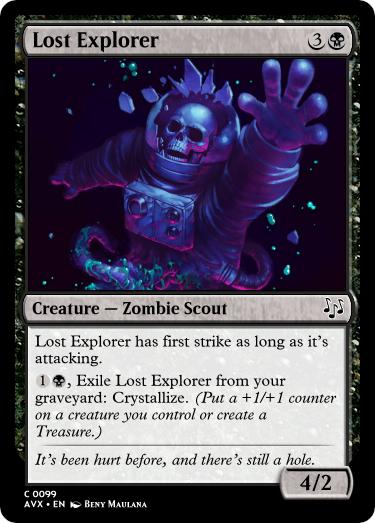 Lost Explorer 3
Creature — Zombie Scout
Lost Explorer has first strike as long as it's
attacking.
1 , Exile Lost Explorer from your
graveyard: Crystallize. (Put a +1/+1 counter
on a creature you control or create a
Treasure.)
It's been hurt before, and there's still a hole.
4/2
C 0099
AVX • EN Beny Maulana